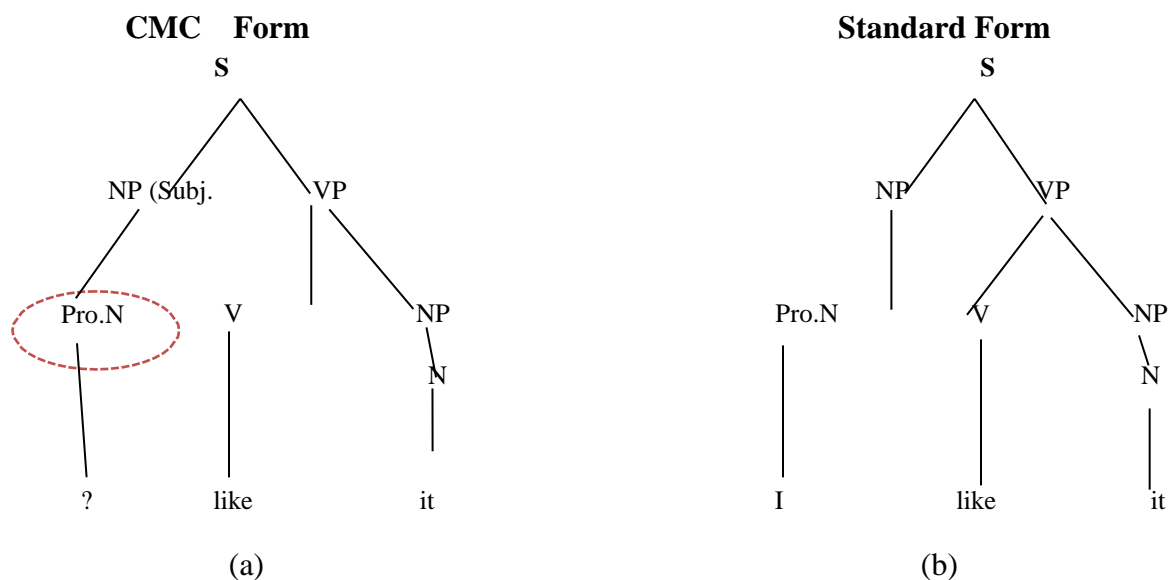 CMC Form Standard Form
S S
NP (Subj. VP NP VP
Pro.N V NP Pro.N V NP
N N
? like it I like it
(a) (b)